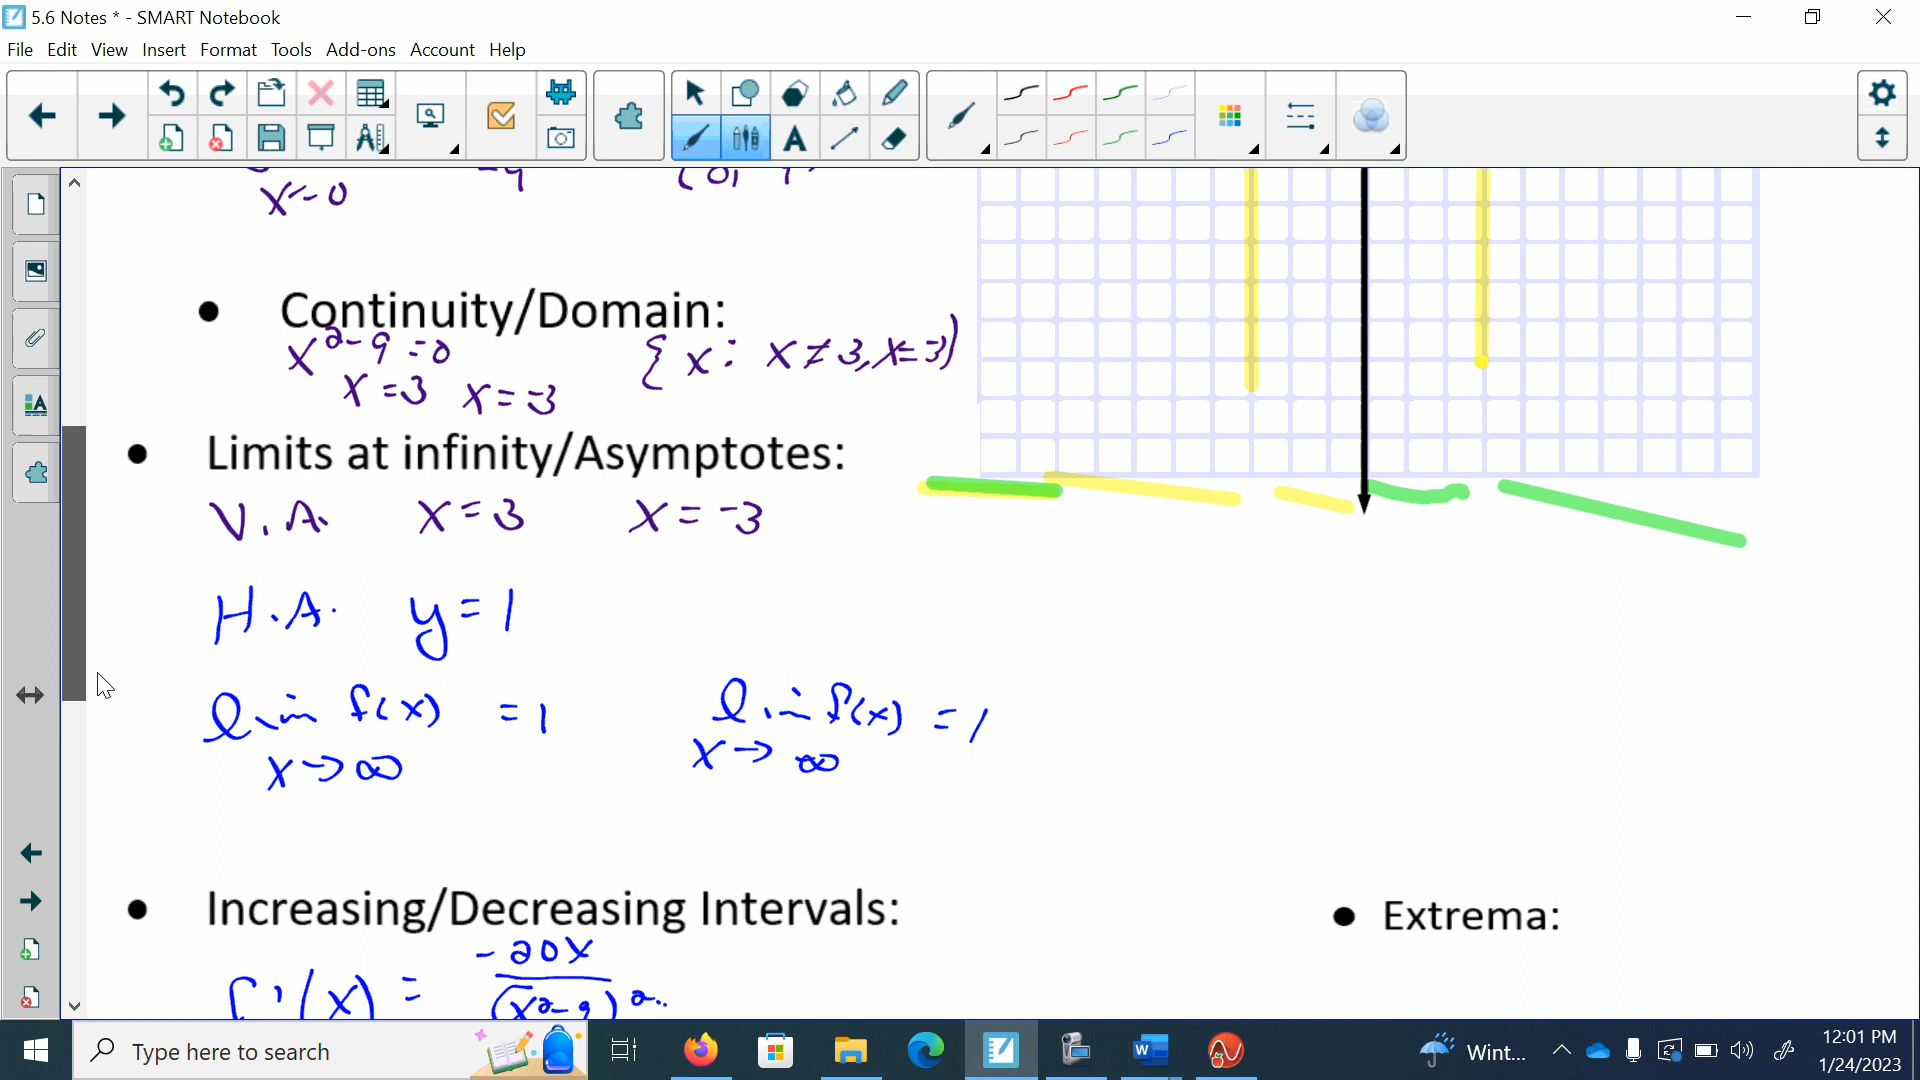 5.6 Notes * - SMART Notebook
File Edit View Insert Format Tools Add-ons Account Help
x=0
• Continuity/Domain:
x²-9=0 { x: x≠3, x=-3}
x=3 x=-3
• Limits at infinity/Asymptotes:
V.A. x=3 x=-3
H.A. y=1
lim f(x) =1 lim f(x) =1
x→∞ x→∞
• Increasing/Decreasing Intervals: • Extrema:
-20x
f'(x) =
(x²-9)²
Type here to search
Wint...
12:01 PM
1/24/2023